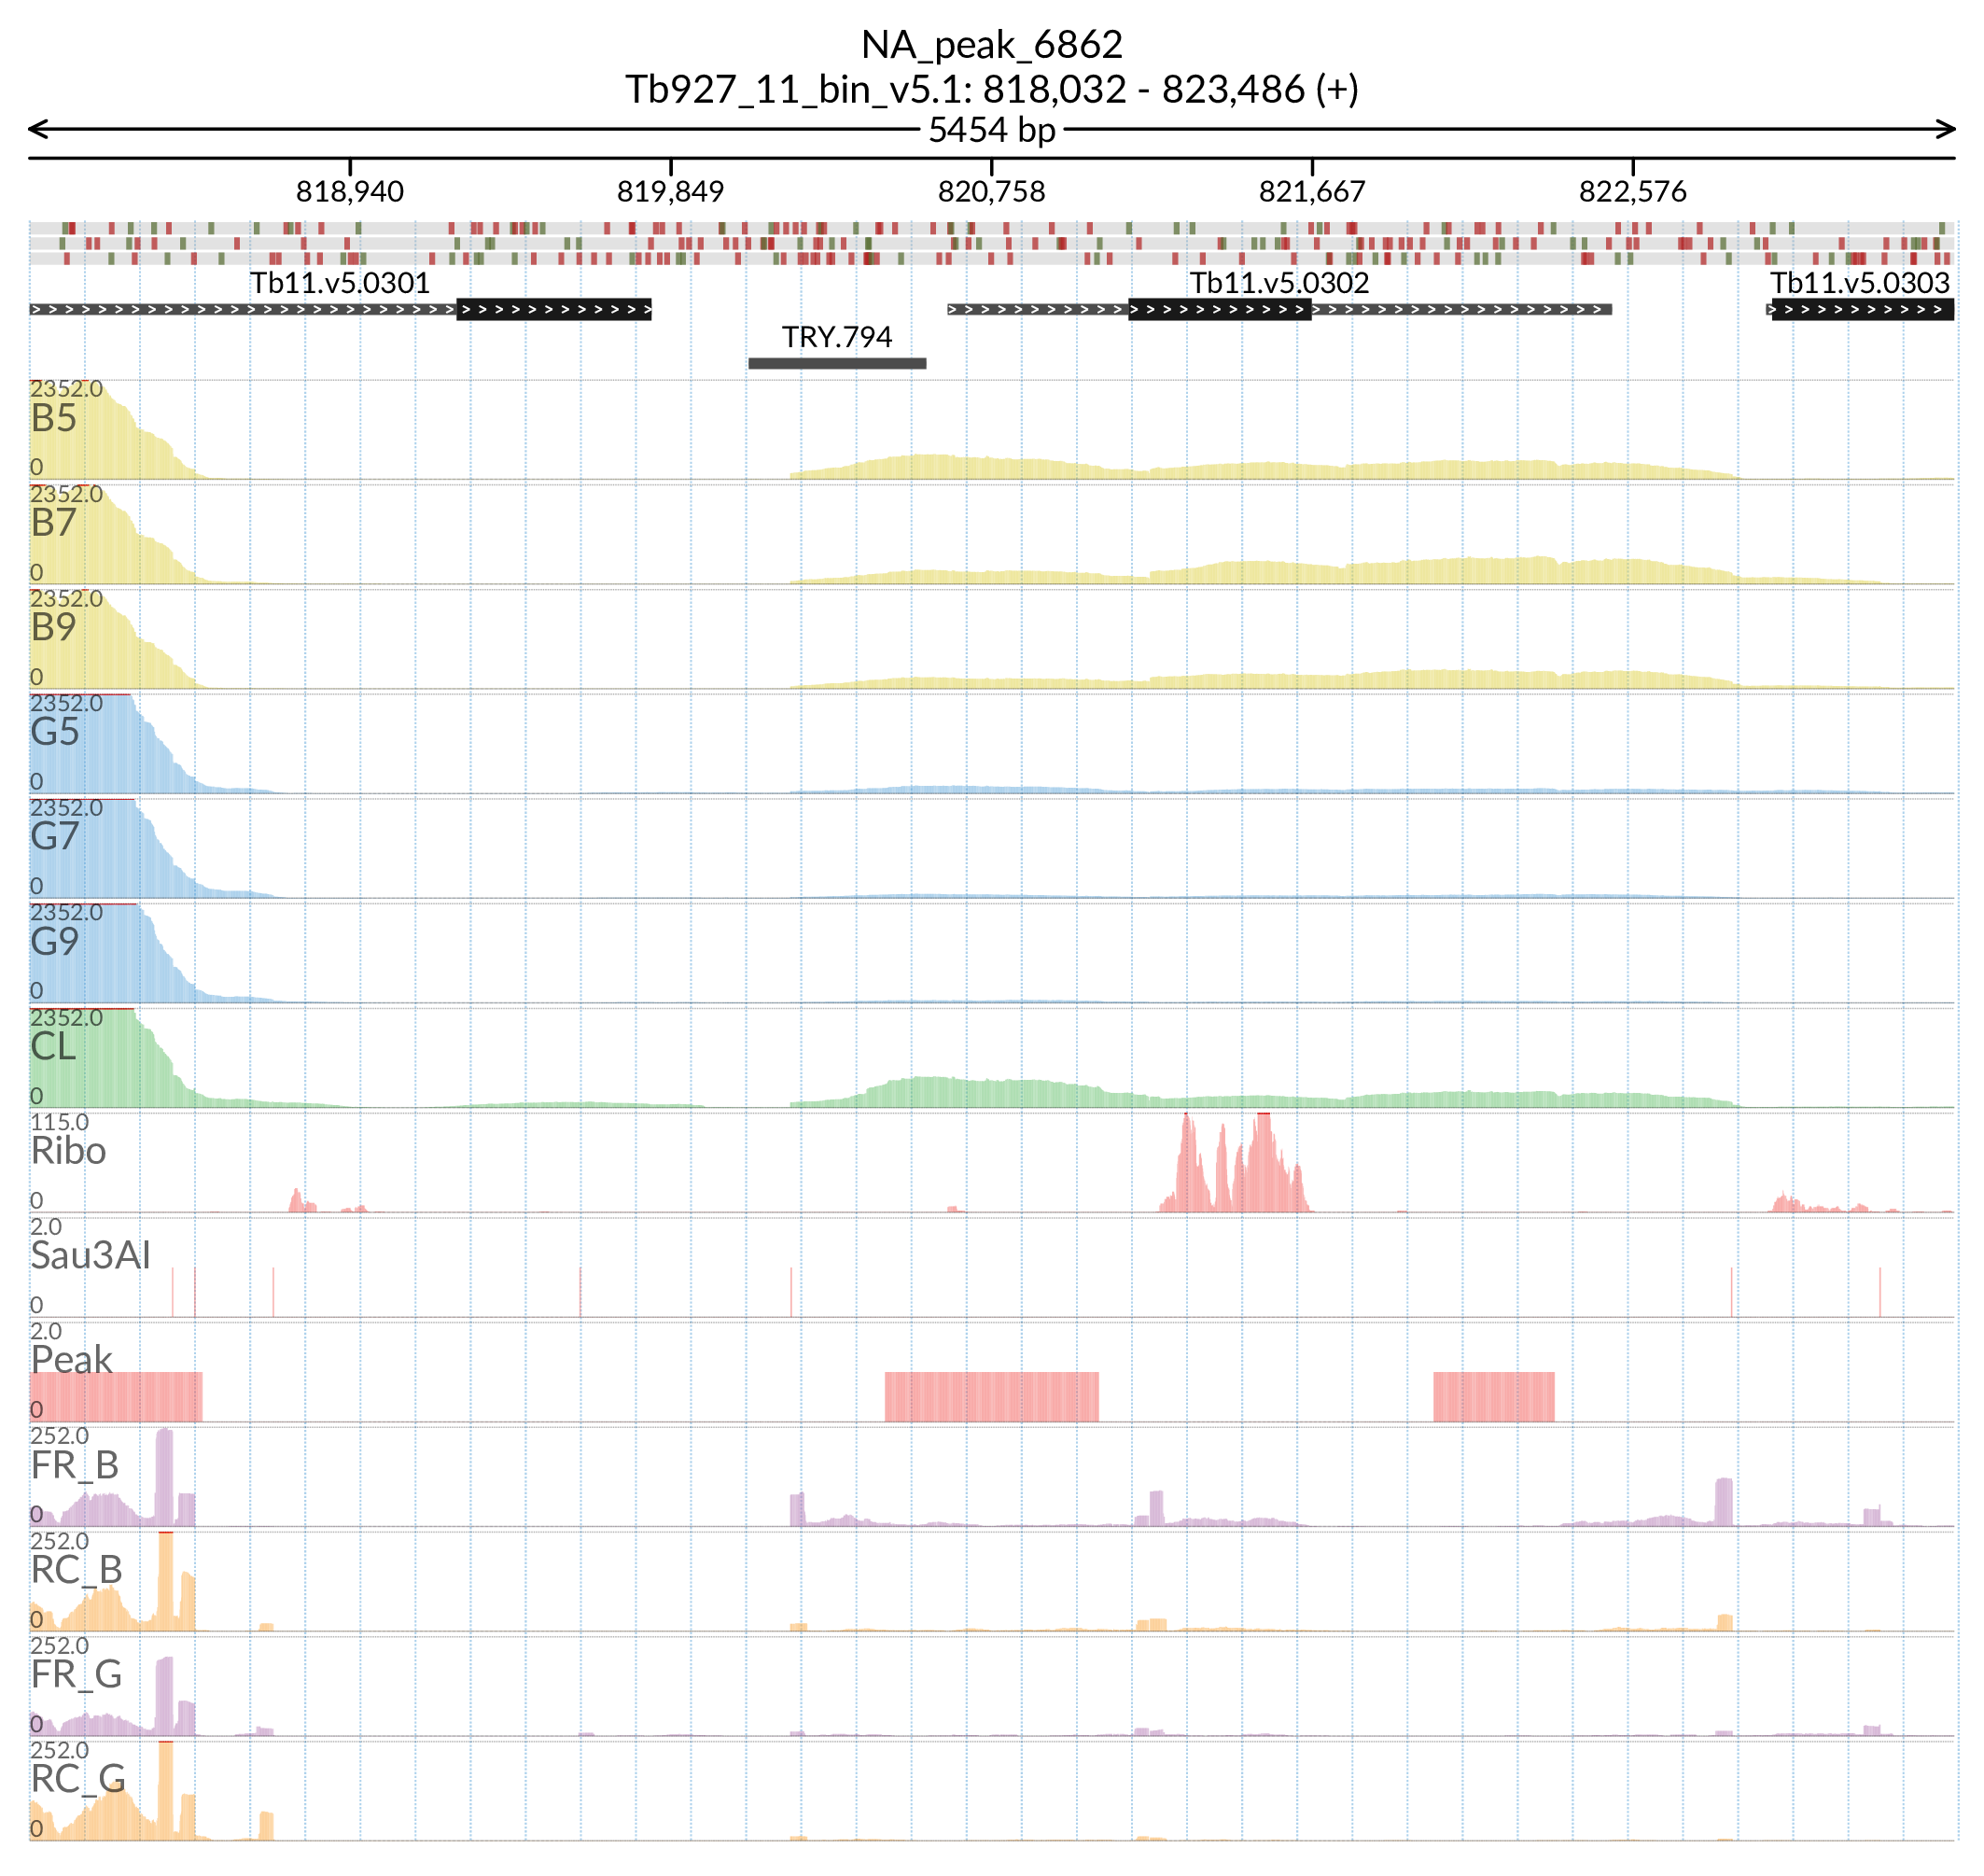 NA_peak_6862
Tb927_11_bin_v5.1: 818,032 - 823,486 (+)
5454 bp
818,940 819,849 820,758 821,667 822,576
Tb11.v5.0301 Tb11.v5.0302 Tb11.v5.0303
TRY.794
2352.0
B5
0
2352.0
B7
0
2352.0
B9
0
2352.0
G5
0
2352.0
G7
0
2352.0
G9
0
2352.0
CL
0
115.0
Ribo
0
2.0
Sau3AI
0
2.0
Peak
0
252.0
FR_B
0
252.0
RC_B
0
252.0
FR_G
0
252.0
RC_G
0